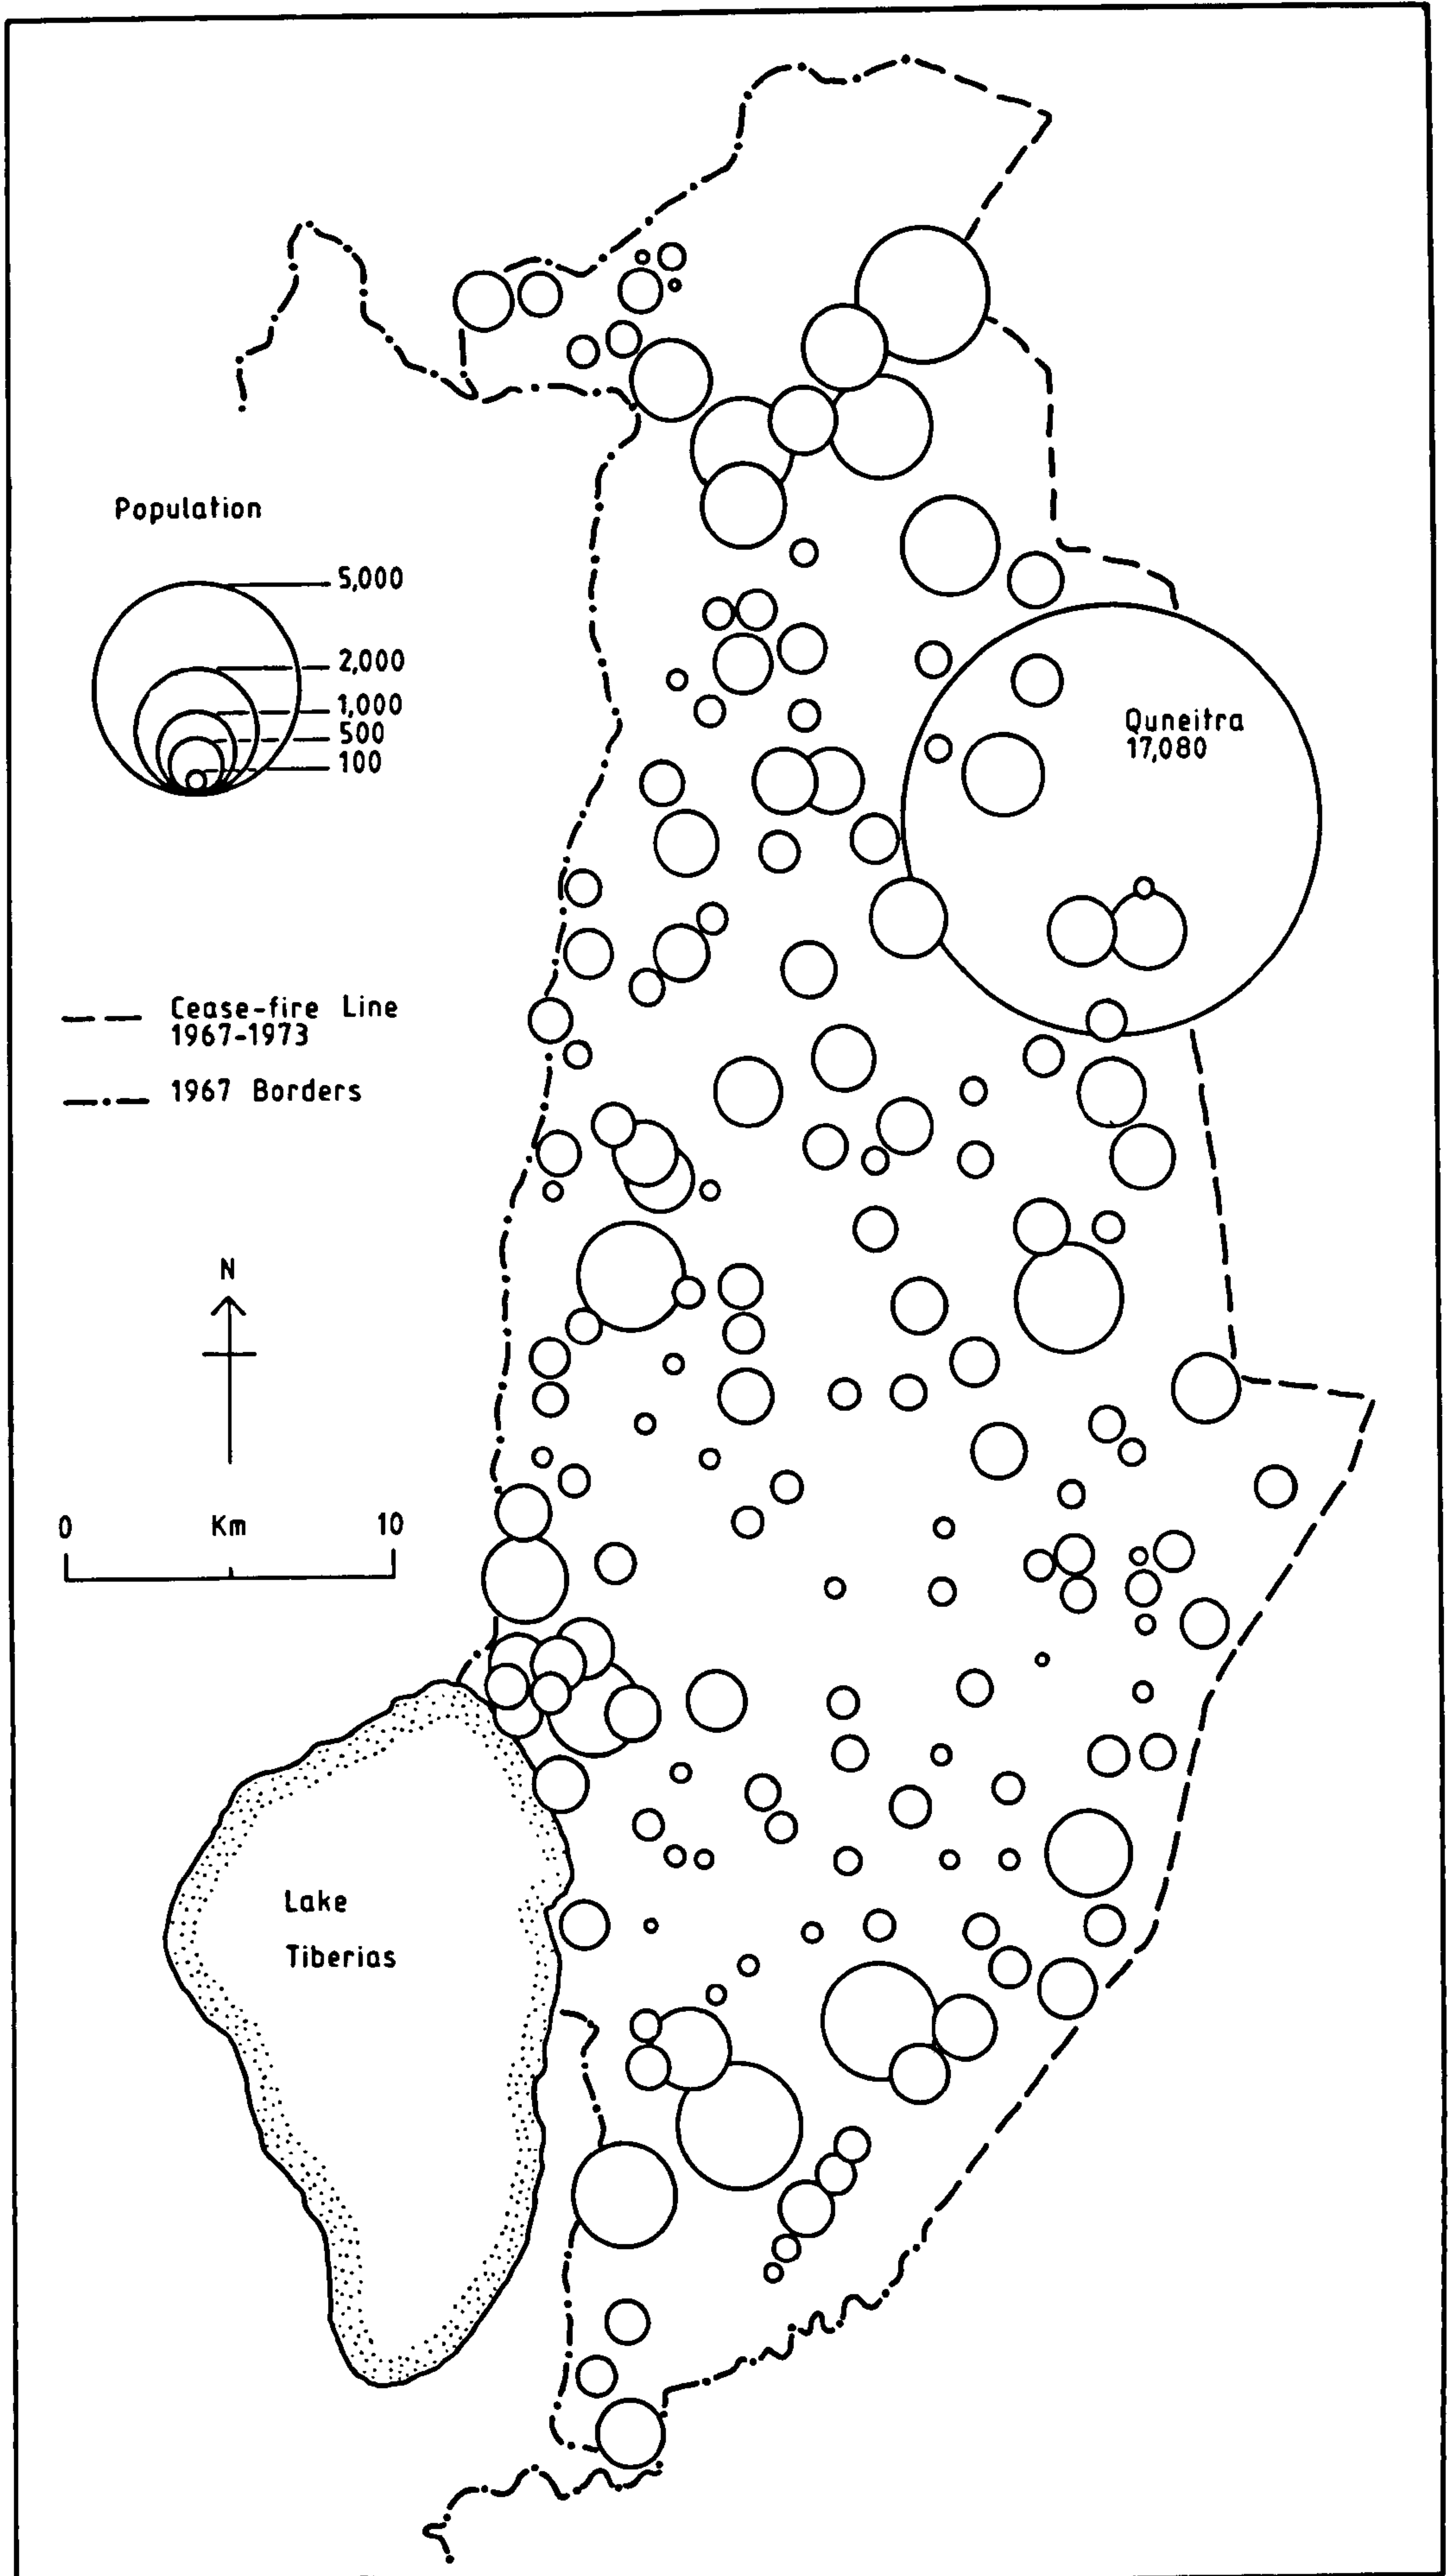 Population
5,000
2,000
1,000
500
100
Quneitra
17,080
Cease-fire Line
1967-1973
1967 Borders
N
0 Km 10
Lake
Tiberias